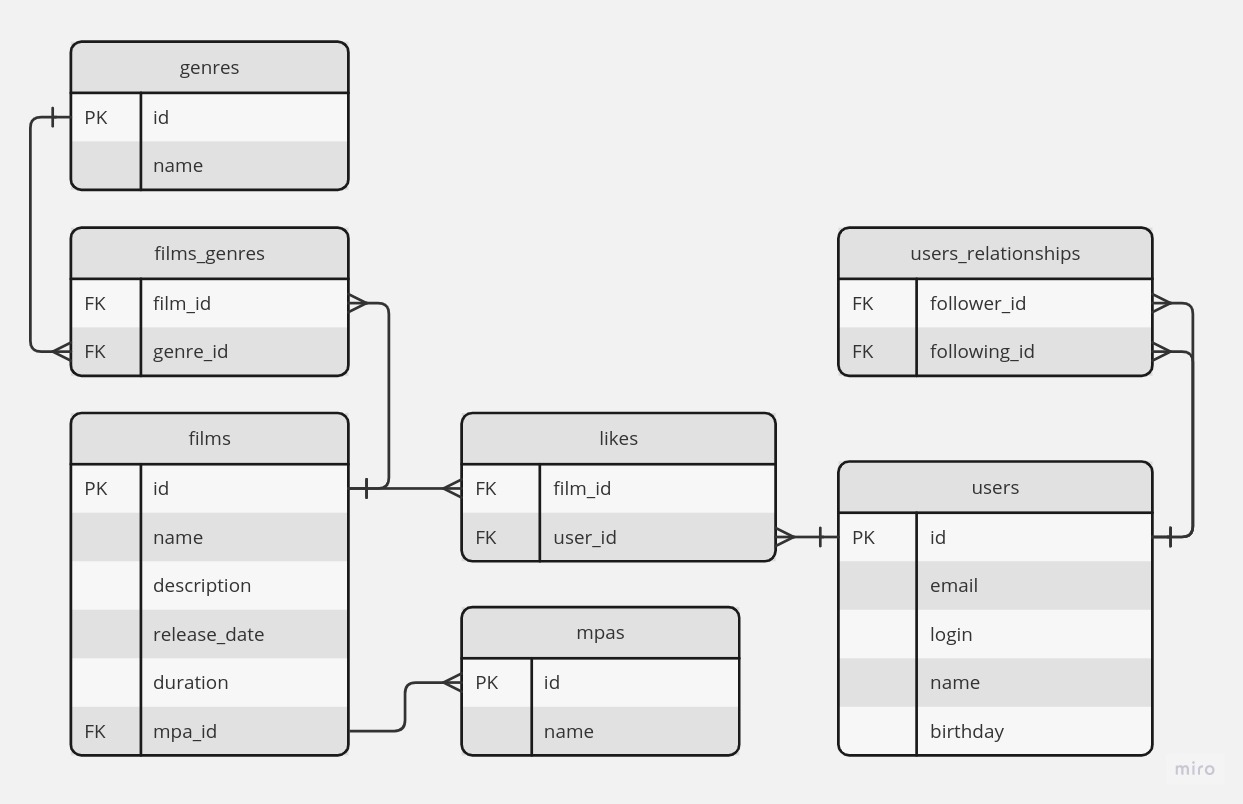 genres
PK id
name
films_genres
FK film_id
FK genre_id
films
PK id
name
description
release_date
duration
FK mpa_id
likes
FK film_id
FK user_id
mpas
PK id
name
users_relationships
FK follower_id
FK following_id
users
PK id
email
login
name
birthday
miro